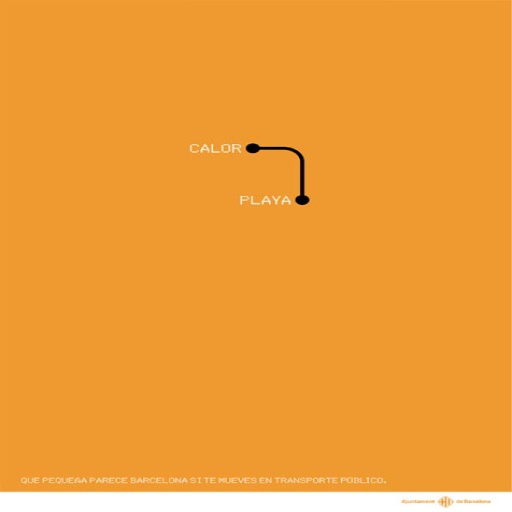 CALOR
PLAYA
QUE PEQUEÑA PARECE BARCELONA SI TE MUEVES EN TRANSPORTE PÚBLICO.
Ajuntament de Barcelona